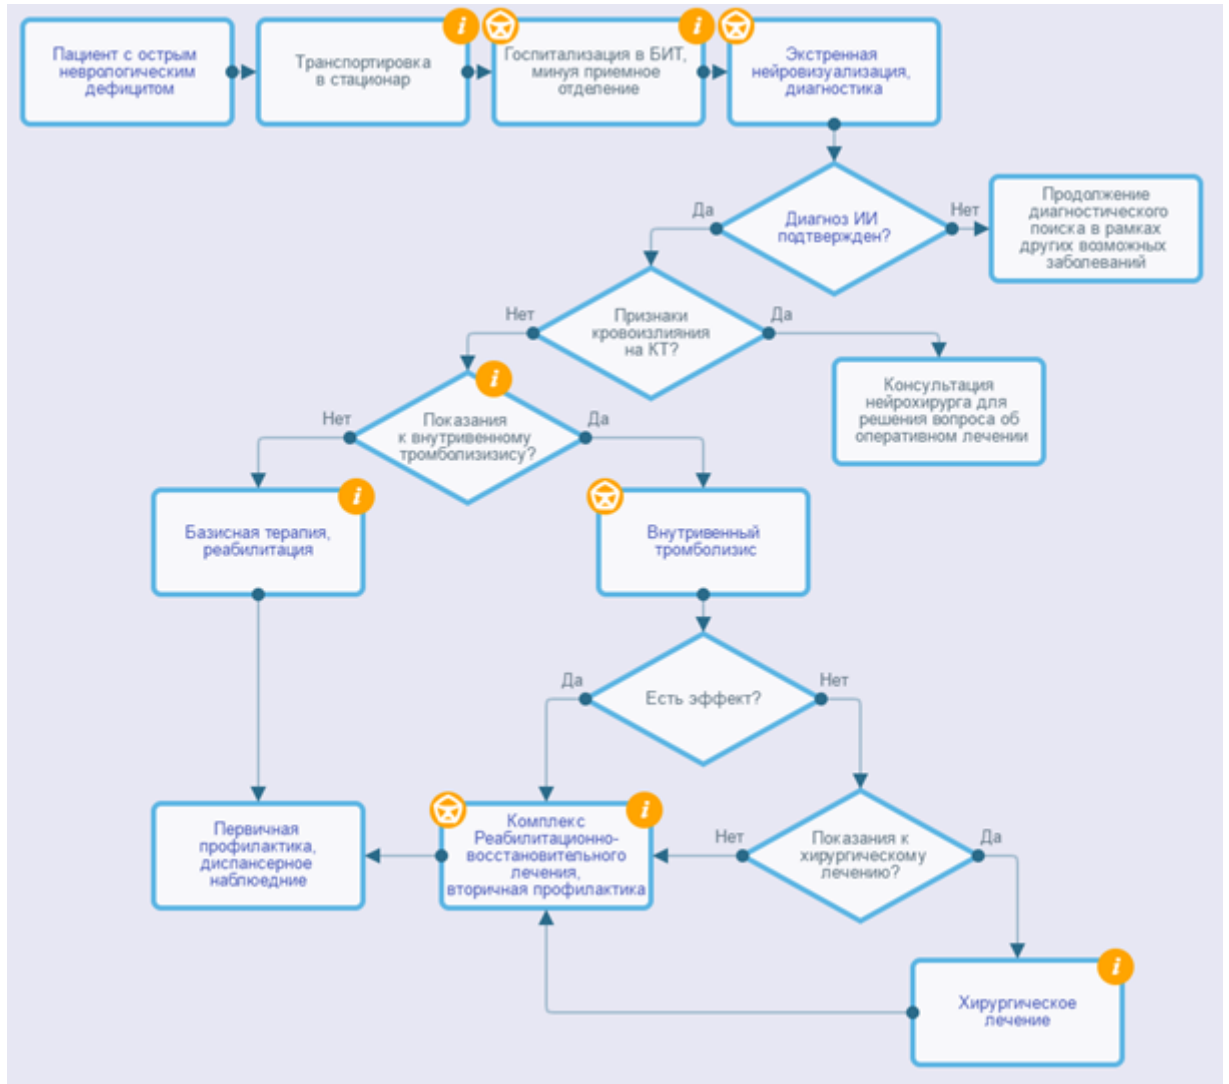 Пациент с острым
неврологическим
дефицитом
Транспортировка
в стационар
i
Госпитализация в БИТ,
минуя приемное
отделение
i
Экстренная
нейровизуализация,
диагностика
Диагноз ИИ
подтвержден?
Да
Нет
Продолжение
диагностического
поиска в рамках
других возможных
заболеваний
Признаки
кровоизлияния
на КТ?
Нет
Да
Консультация
нейрохирурга для
решения вопроса об
оперативном лечении
i
Показания
к внутривенному
тромболизизису?
Нет
Да
i
Базисная терапия,
реабилитация
Внутривенный
тромболизис
Есть эффект?
Да
Нет
Первичная
профилактика,
диспансерное
наблюедние
i
Комплекс
Реабилитационно-
восстановительного
лечения,
вторичная профилактика
Нет
Показания к
хирургическому
лечению?
Да
i
Хирургическое
лечение